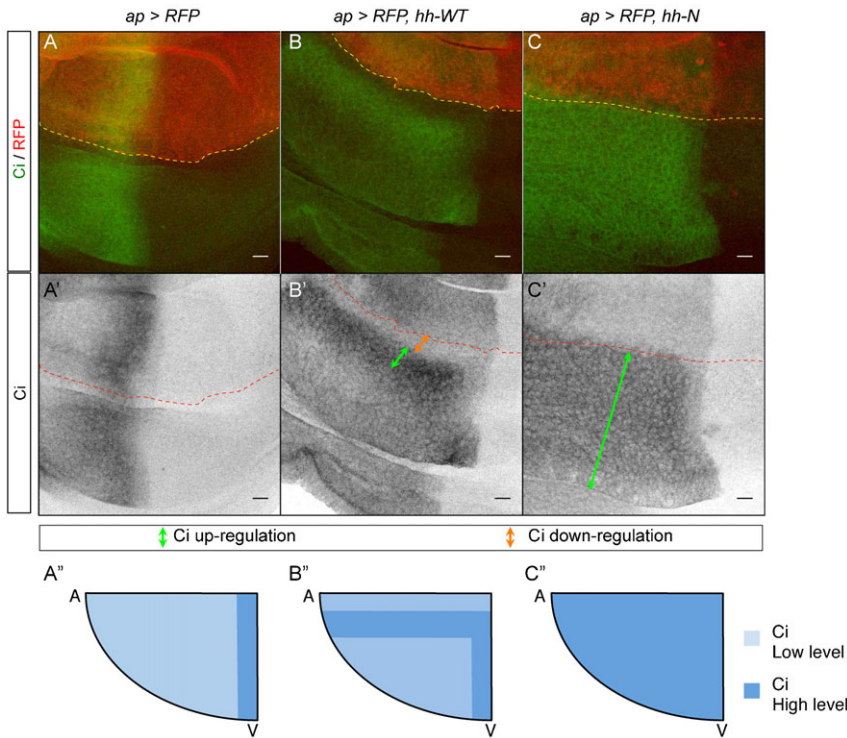 ap > RFP
ap > RFP, hh-WT
ap > RFP, hh-N
A
B
C
Ci / RFP
A'
B'
C'
Ci
Ci up-regulation
Ci down-regulation
A"
B"
C"
A
A
A
V
V
V
Ci
Low level
Ci
High level